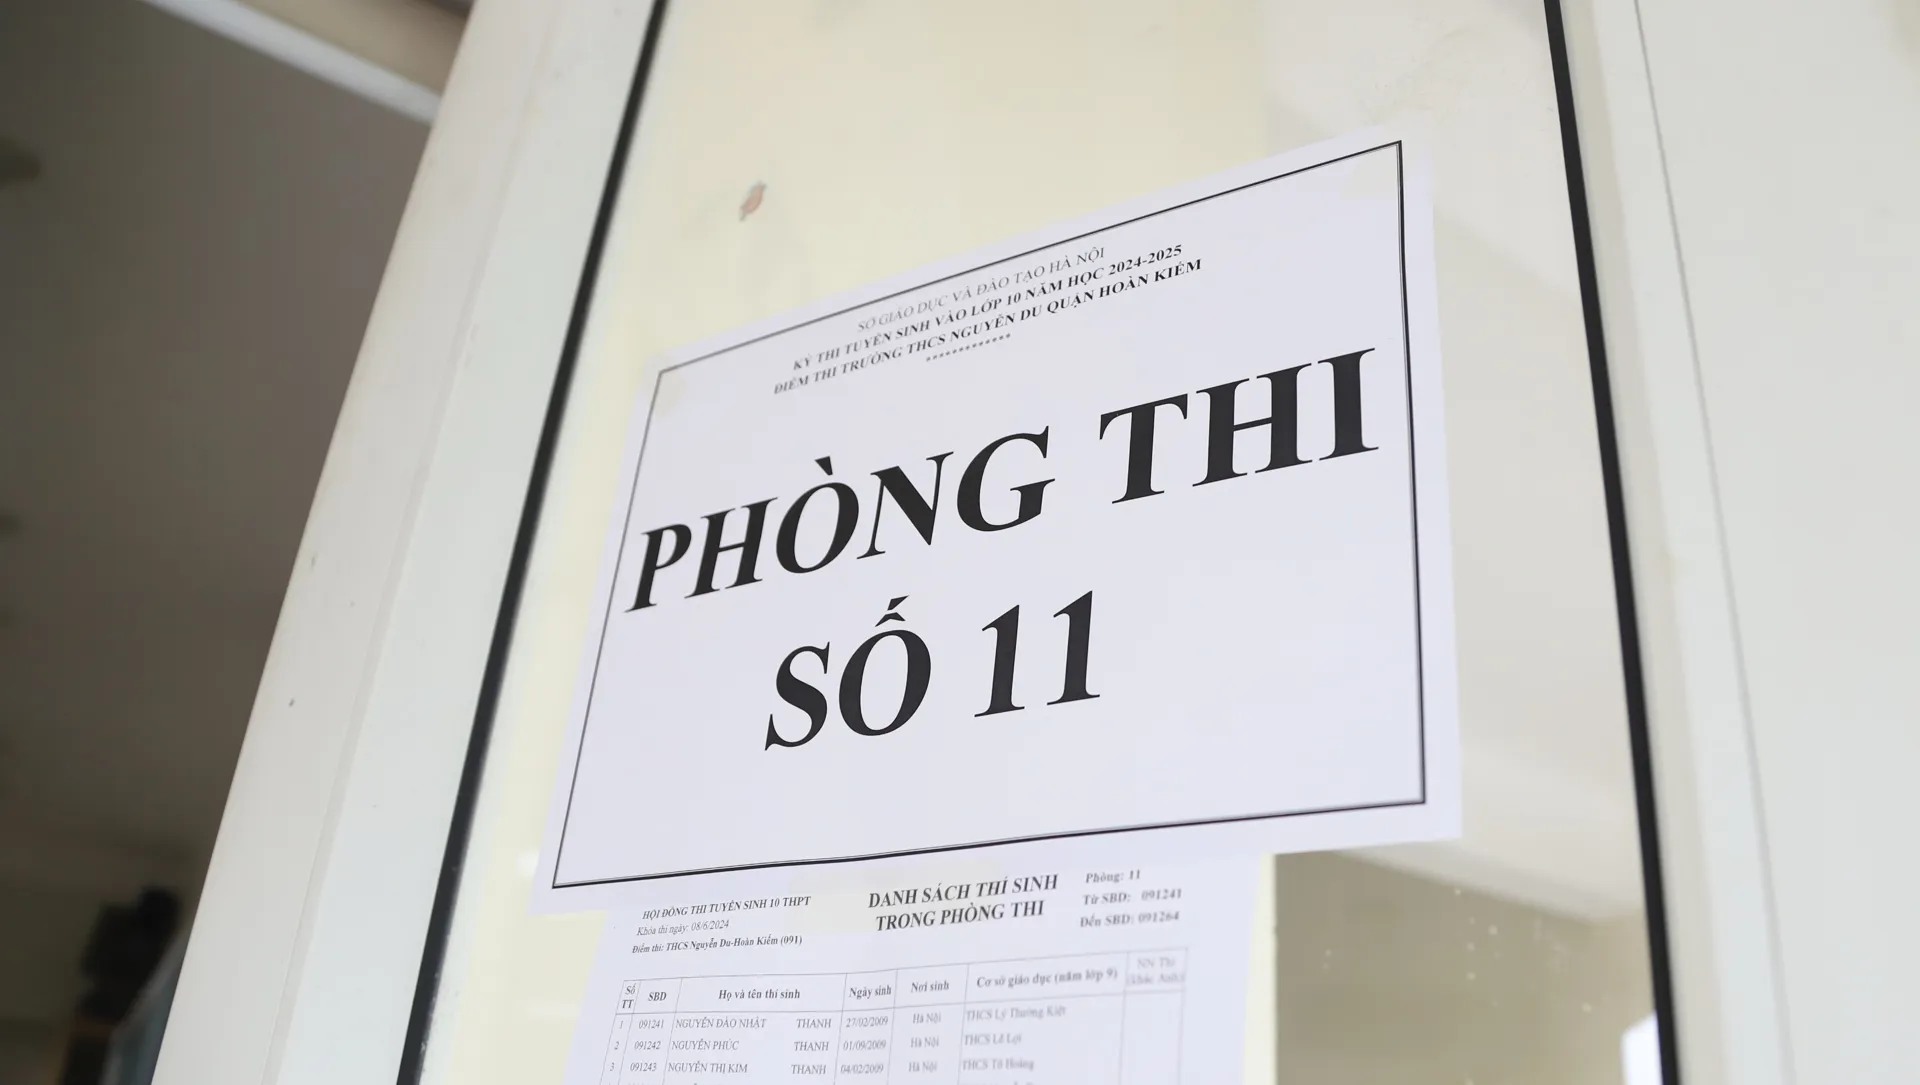 SỞ GIÁO DỤC VÀ ĐÀO TẠO HÀ NỘI
KỲ THI TUYỂN SINH VÀO LỚP 10 NĂM HỌC 2024-2025
ĐIỂM THI TRƯỜNG THCS NGUYỄN DU QUẬN HOÀN KIẾM
*************
PHÒNG THI
SỐ 11
HỘI ĐỒNG THI TUYỂN SINH 10 THPT
Khóa thi ngày: 08/6/2024
Điểm thi: THCS Nguyễn Du-Hoàn Kiếm (091)
DANH SÁCH THÍ SINH
TRONG PHÒNG THI
Phòng: 11
Từ SBD: 091241
Đến SBD: 091264
Số TT SBD Họ và tên thí sinh Ngày sinh Nơi sinh Cơ sở giáo dục (năm lớp 9) NN Thi (khác Anh)
1 091241 NGUYỄN ĐÀO NHẬT THANH 27/02/2009 Hà Nội THCS Lý Thường Kiệt
2 091242 NGUYỄN PHÚC THANH 01/09/2009 Hà Nội THCS Lê Lợi
3 091243 NGUYỄN THỊ KIM THANH 04/02/2009 Hà Nội THCS Tô Hoàng